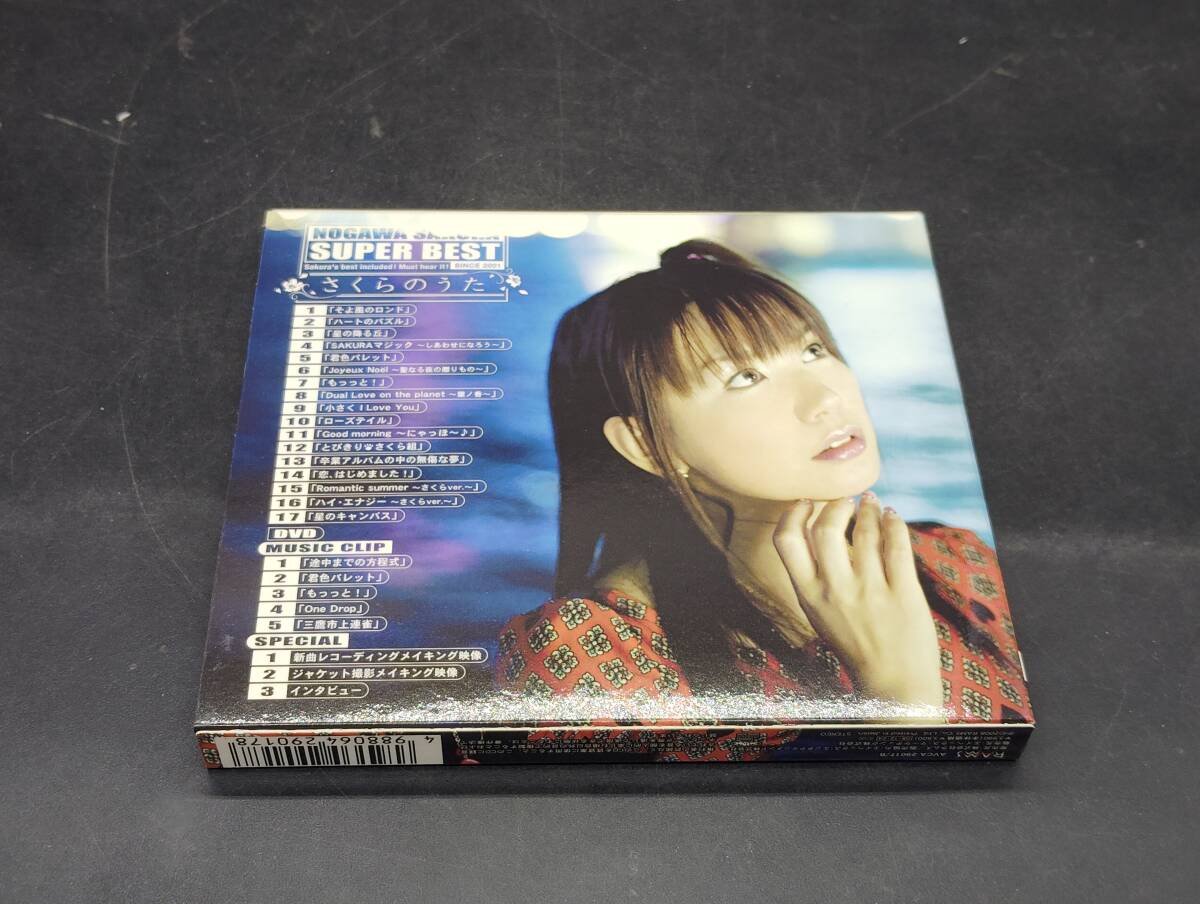 NOGAWA SAKURA
SUPER BEST
Sakura's best included! Must hear it! SINCE 2001
さくらのうた
1 「そよ風のロンド」
2 「ハートのパズル」
3 「星の降る丘」
4 「SAKURAマジック ～しあわせになろう～」
5 「君色パレット」
6 「Joyeux Noel ～聖なる夜の贈りもの～」
7 「もっっと！」
8 「Dual Love on the planet ～閏ノ香～」
9 「小さく I Love You」
10 「ローズテイル」
11 「Good morning ～にゃっほ～♪」
12 「とびきり さくら組」
13 「卒業アルバムの中の無傷な夢」
14 「恋、はじめました！」
15 「Romantic summer ～さくらver.～」
16 「ハイ・エナジー ～さくらver.～」
17 「星のキャンバス」
DVD
MUSIC CLIP
1 「途中までの方程式」
2 「君色パレット」
3 「もっっと！」
4 「One Drop」
5 「三鷹市上連雀」
SPECIAL
1 新曲レコーディングメイキング映像
2 ジャケット撮影メイキング映像
3 インタビュー
4 988064 290178